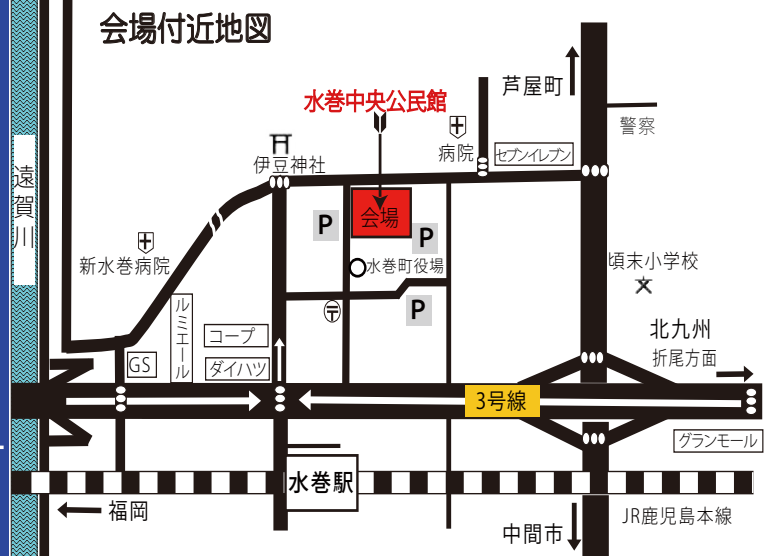 会場付近地図
芦屋町
水巻中央公民館
警察
病院
セブンイレブン
伊豆神社
遠賀川
会場
P
P
水巻町役場
新水巻病院
頃末小学校
ルミエール
P
〒
北九州
コープ
折尾方面
GS
ダイハツ
3号線
グランモール
水巻駅
福岡
JR鹿児島本線
中間市